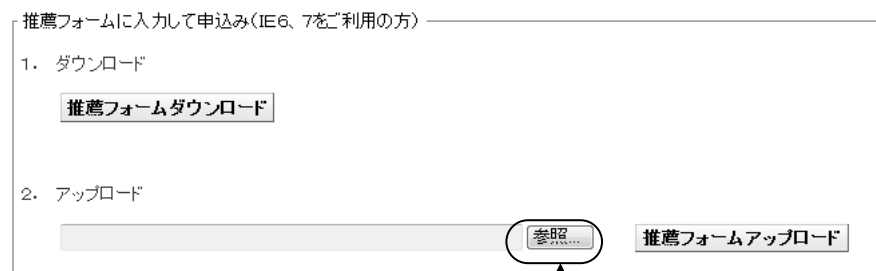 推薦フォームに入力して申込み(IE6、7をご利用の方)
1. ダウンロード
推薦フォームダウンロード
2. アップロード
参照... 推薦フォームアップロード